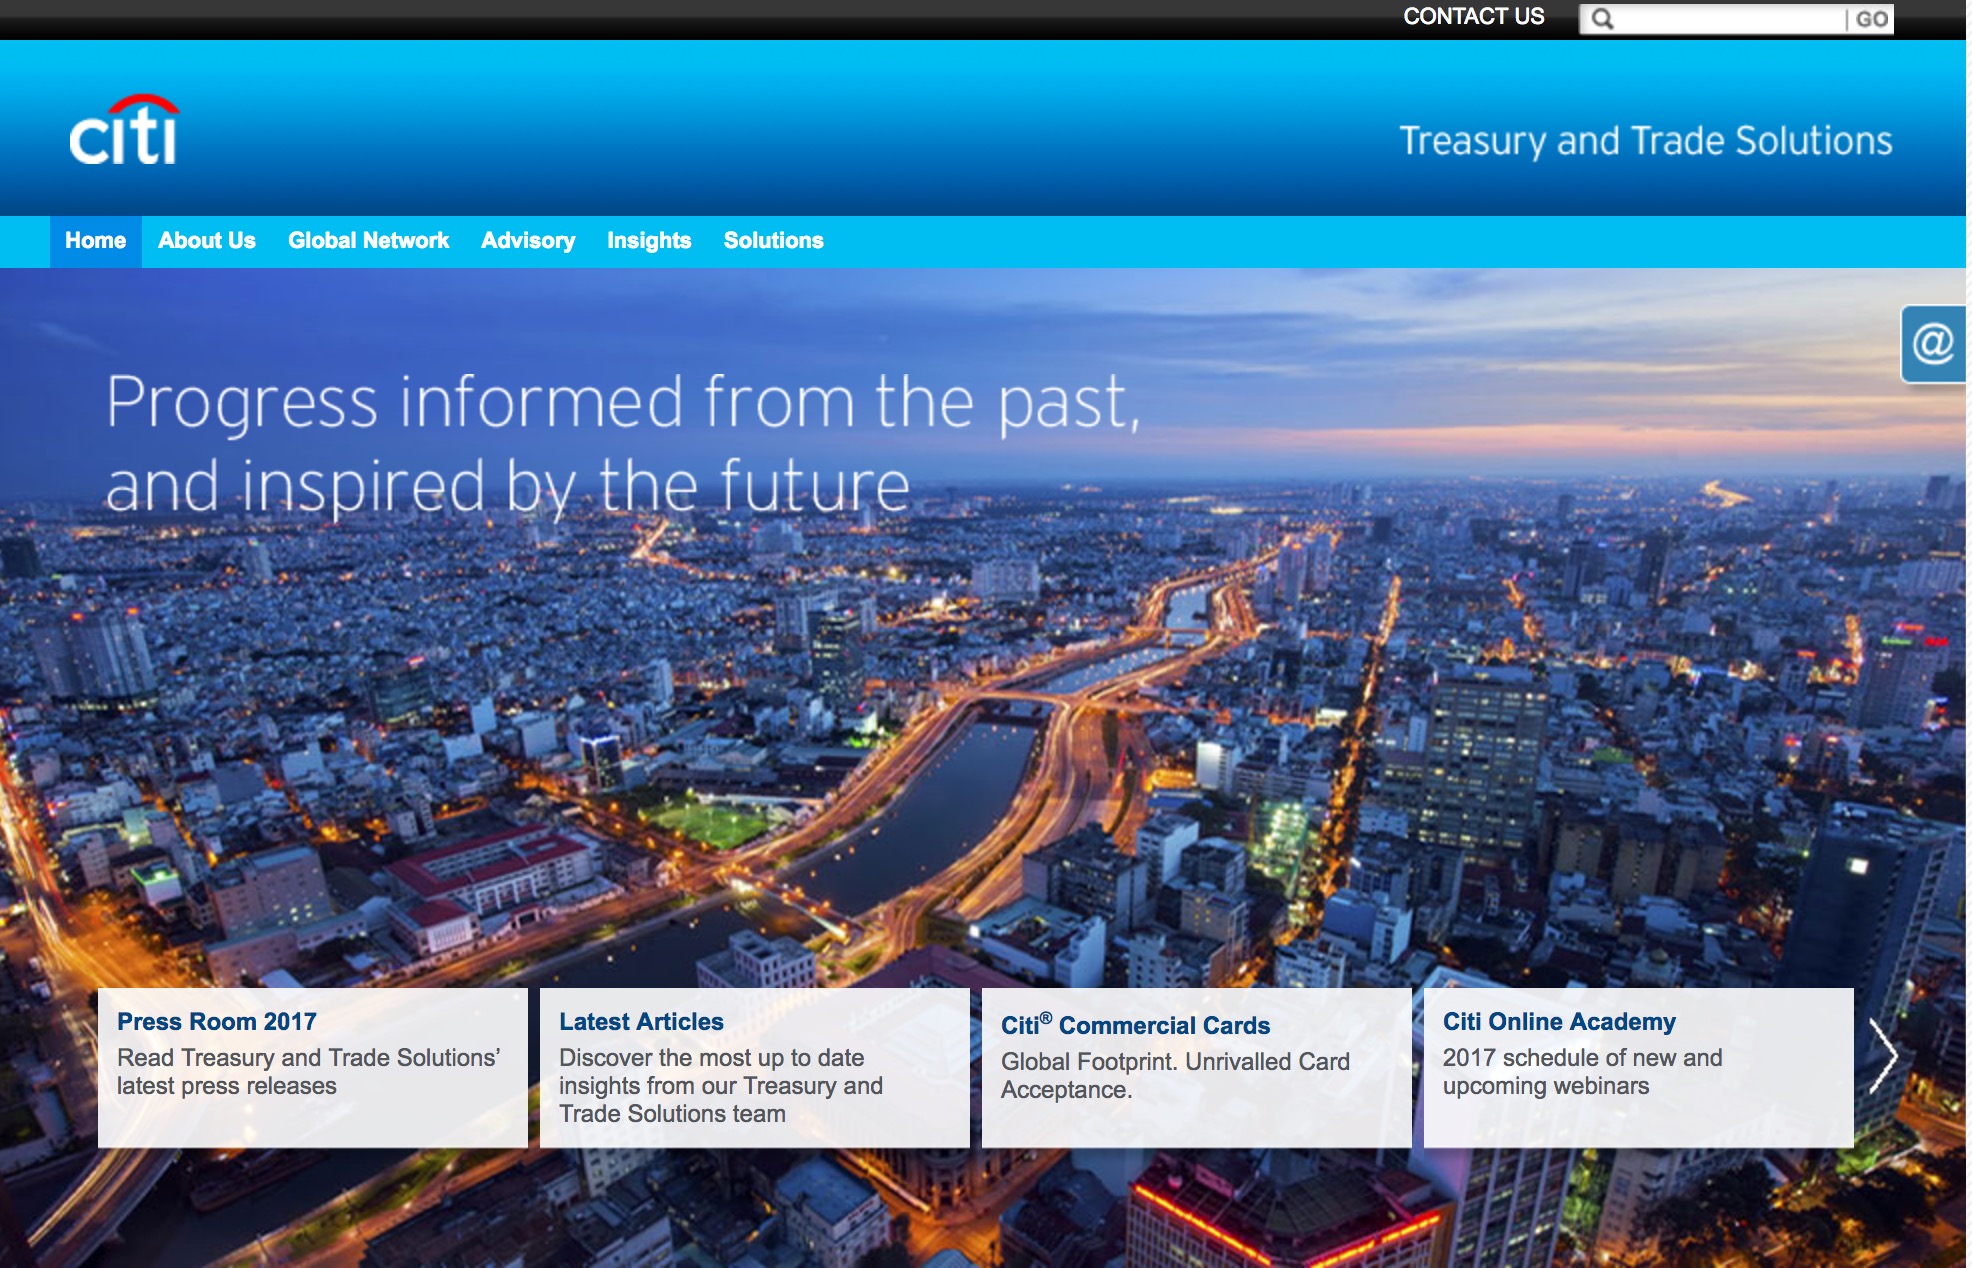 CONTACT US
GO
citi
Treasury and Trade Solutions
Home About Us Global Network Advisory Insights Solutions
@
Progress informed from the past,
and inspired by the future
Press Room 2017
Read Treasury and Trade Solutions’
latest press releases
Latest Articles
Discover the most up to date
insights from our Treasury and
Trade Solutions team
Citi® Commercial Cards
Global Footprint. Unrivalled Card
Acceptance.
Citi Online Academy
2017 schedule of new and
upcoming webinars